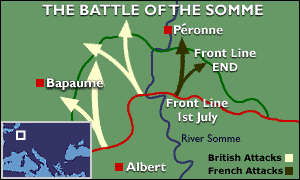 THE BATTLE OF THE SOMME
Péronne
Front Line
END
Bapaume
Front Line
1st July
River Somme
Albert
British Attacks
French Attacks